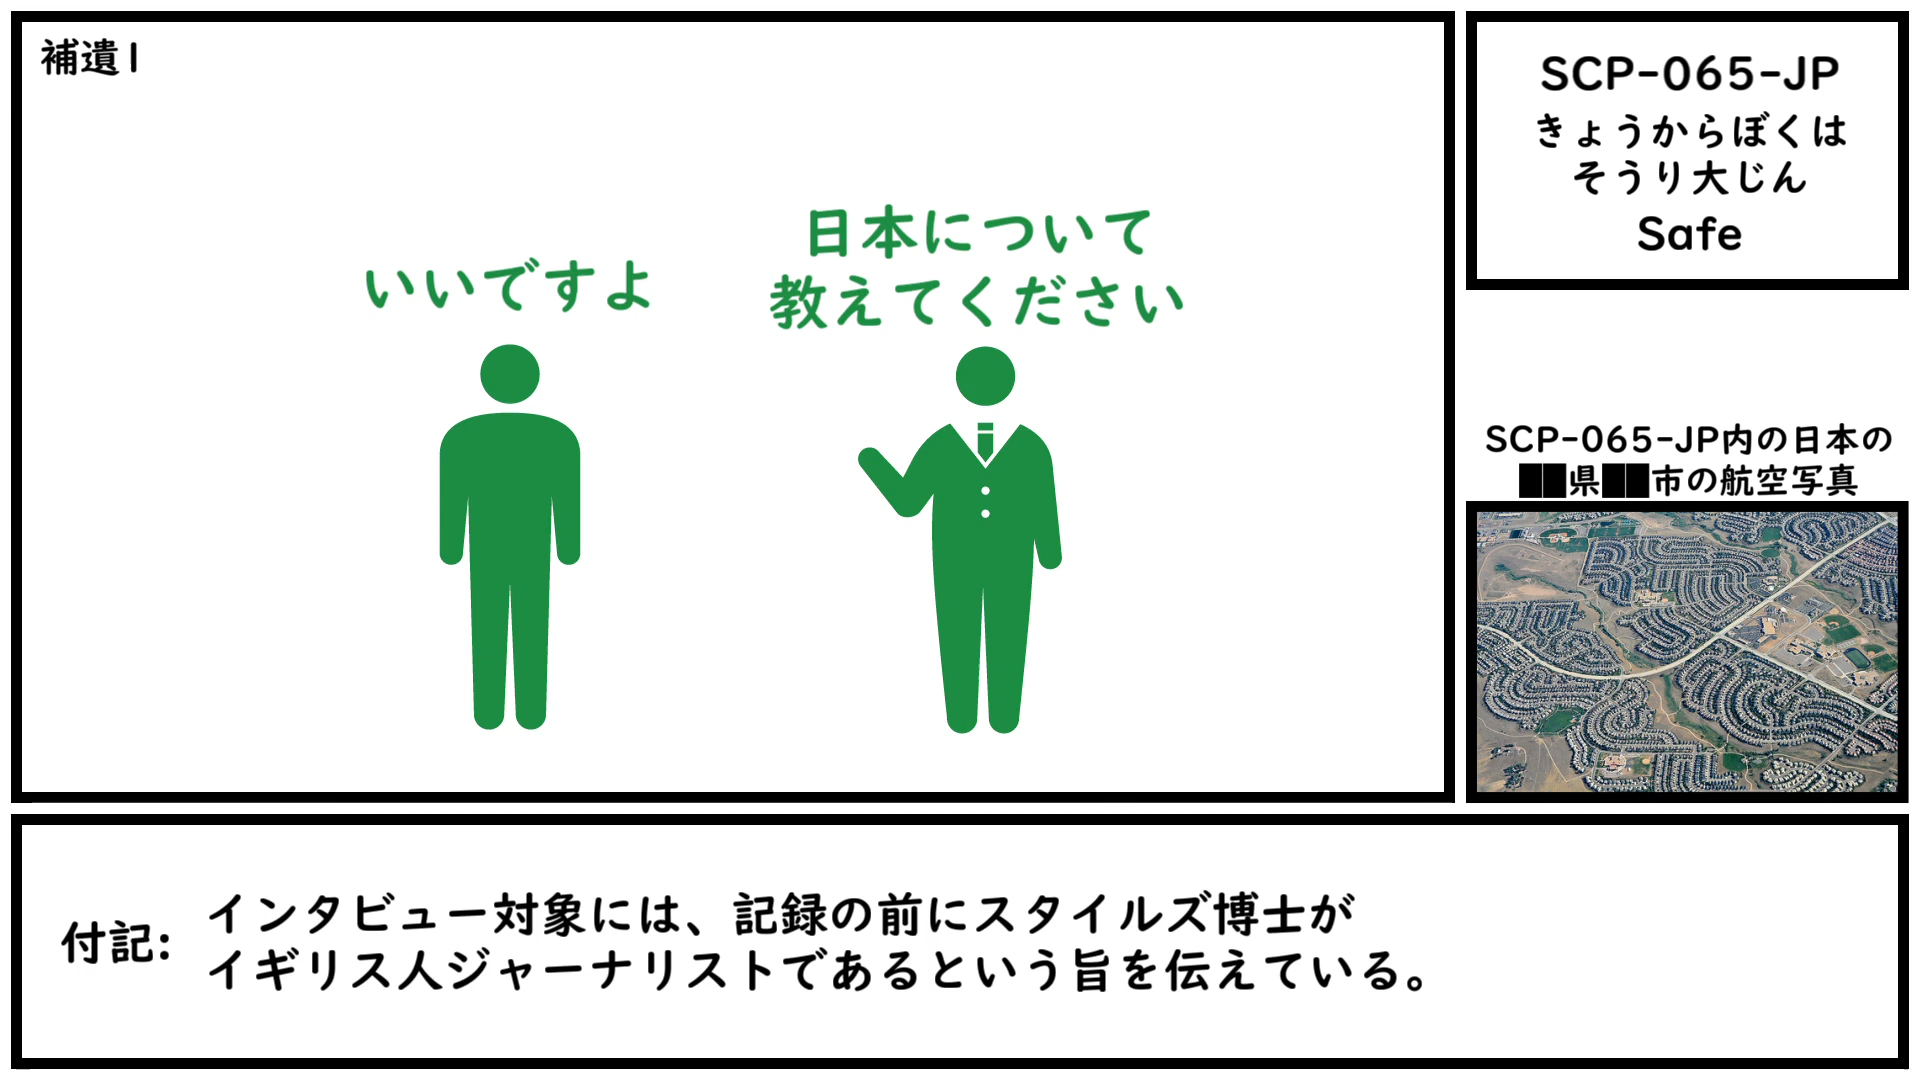 補遺1
いいですよ
日本について
教えてください
SCP-065-JP
きょうからぼくは
そうり大じん
Safe
SCP-065-JP内の日本の
██県██市の航空写真
付記:
インタビュー対象には、記録の前にスタイルズ博士が
イギリス人ジャーナリストであるという旨を伝えている。